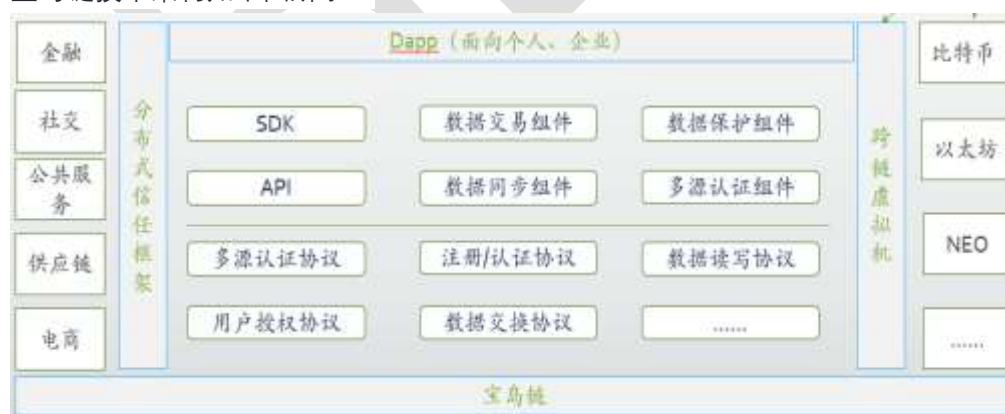 金融
社交
公共服
务
供应链
电商
分布式信任框架
Dapp（面向个人、企业）
SDK
数据交易组件
数据保护组件
API
数据同步组件
多源认证组件
多源认证协议
注册/认证协议
数据读写协议
用户授权协议
数据交换协议
......
跨链虚拟机
比特币
以太坊
NEO
......
宝岛链